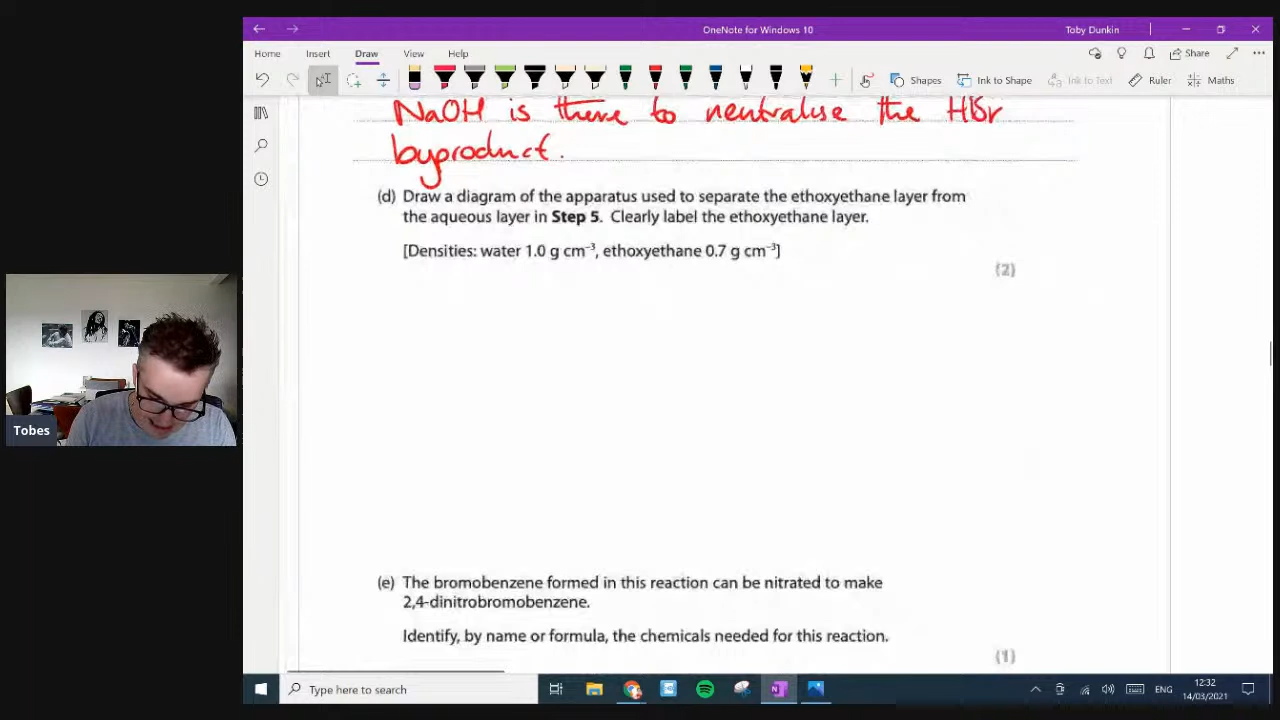 OneNote for Windows 10
Toby Dunkin
Home Insert Draw View Help
Share
Shapes Ink to Shape Ink to Text Ruler Maths
NaOH is there to neutralise the HBr
byproduct.
(d) Draw a diagram of the apparatus used to separate the ethoxyethane layer from
the aqueous layer in Step 5. Clearly label the ethoxyethane layer.
[Densities: water 1.0 g cm⁻³, ethoxyethane 0.7 g cm⁻³]
(2)
Tobes
(e) The bromobenzene formed in this reaction can be nitrated to make
2,4-dinitrobromobenzene.
Identify, by name or formula, the chemicals needed for this reaction.
(1)
Type here to search
ENG
12:32
14/03/2021